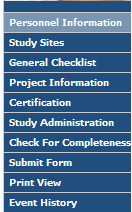 Personnel Information
Study Sites
General Checklist
Project Information
Certification
Study Administration
Check For Completeness
Submit Form
Print View
Event History